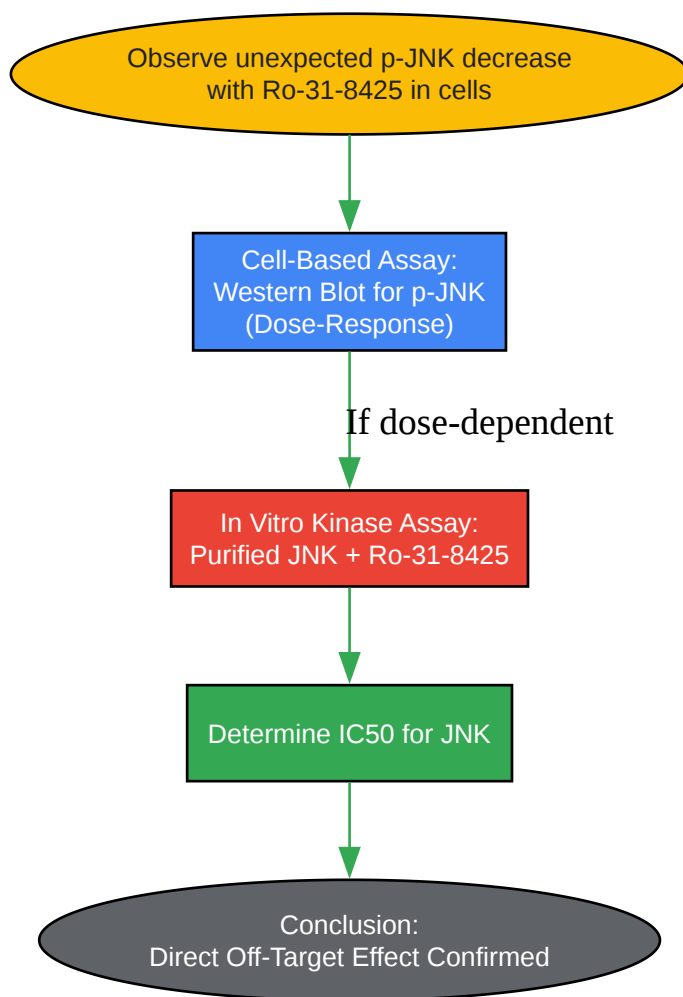 Observe unexpected p-JNK decrease
with Ro-31-8425 in cells
Cell-Based Assay:
Western Blot for p-JNK
(Dose-Response)
If dose-dependent
In Vitro Kinase Assay:
Purified JNK + Ro-31-8425
Determine IC50 for JNK
Conclusion:
Direct Off-Target Effect Confirmed